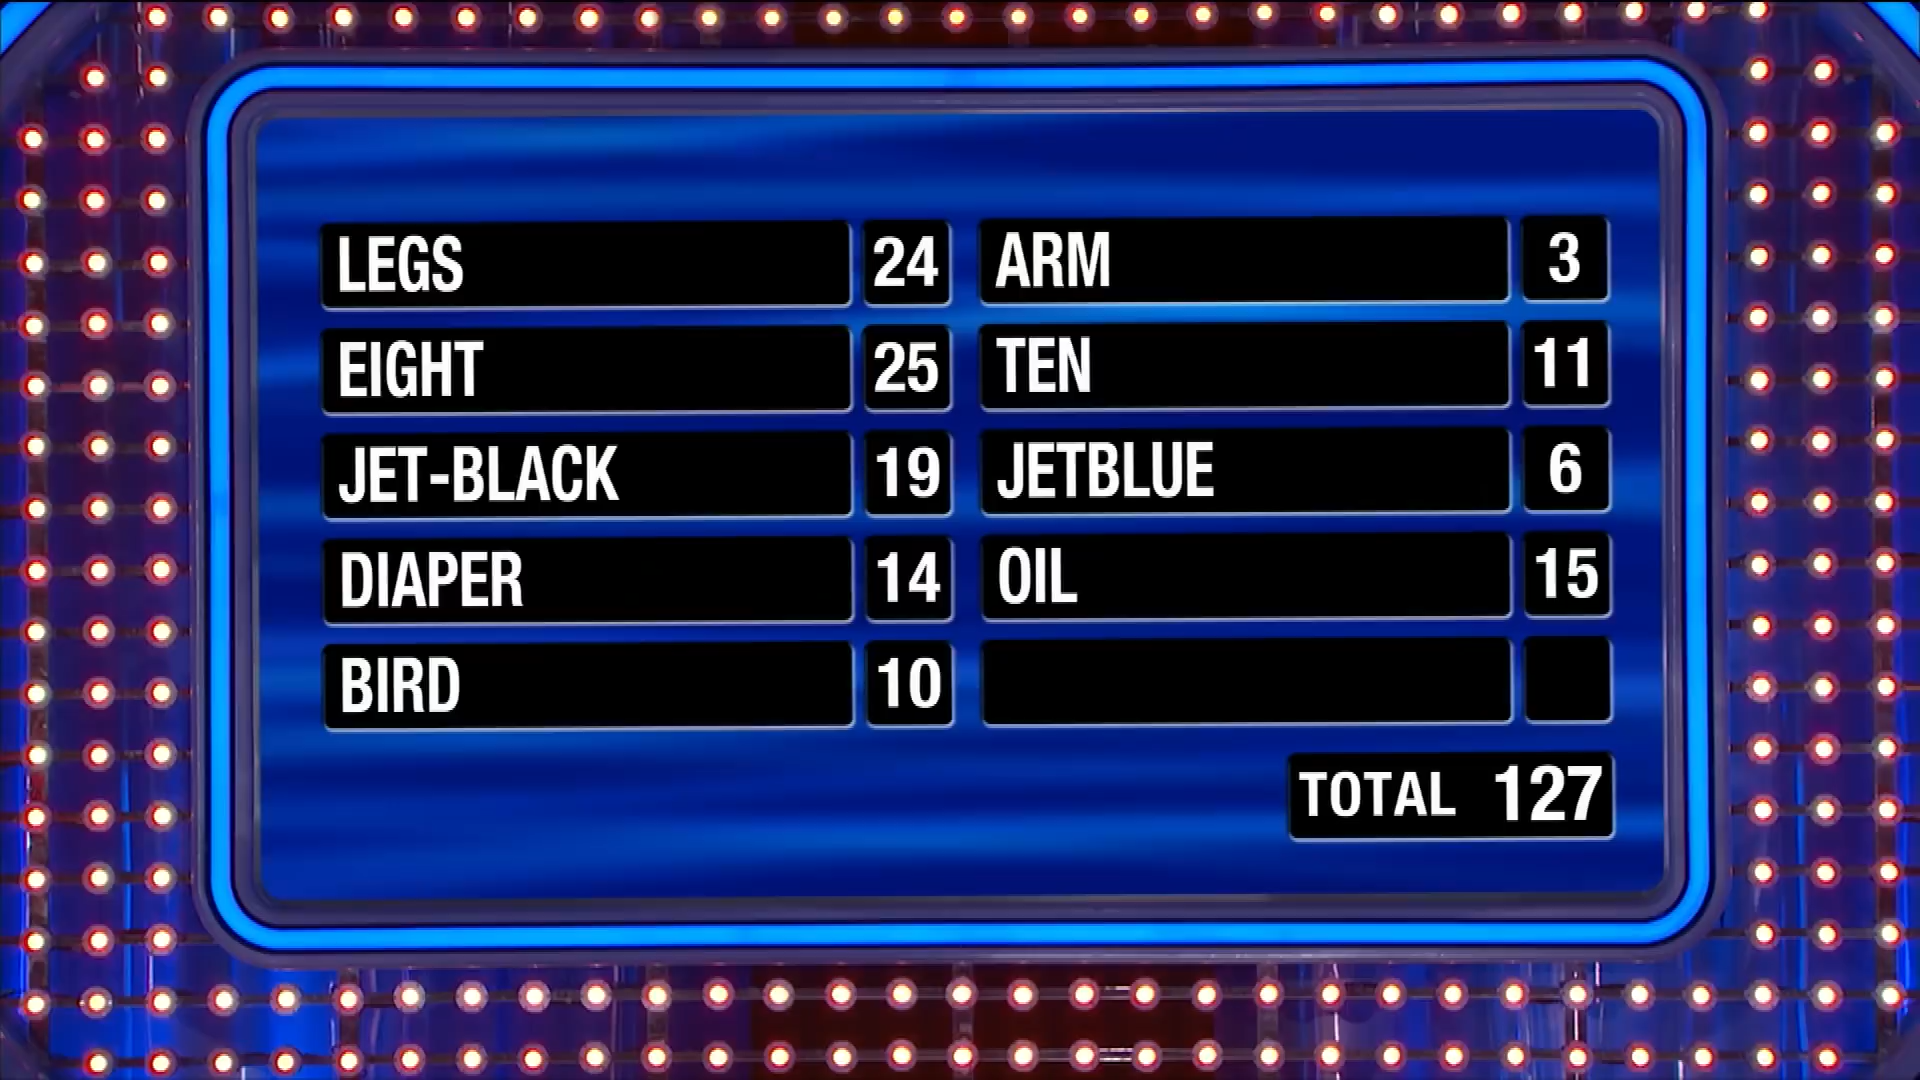 LEGS 24
EIGHT 25
JET-BLACK 19
DIAPER 14
BIRD 10
ARM 3
TEN 11
JETBLUE 6
OIL 15
TOTAL 127